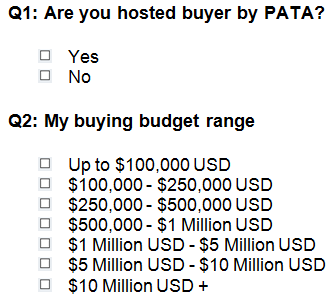 Q1: Are you hosted buyer by PATA?
Yes
No
Q2: My buying budget range
Up to $100,000 USD
$100,000 - $250,000 USD
$250,000 - $500,000 USD
$500,000 - $1 Million USD
$1 Million USD - $5 Million USD
$5 Million USD - $10 Million USD
$10 Million USD +